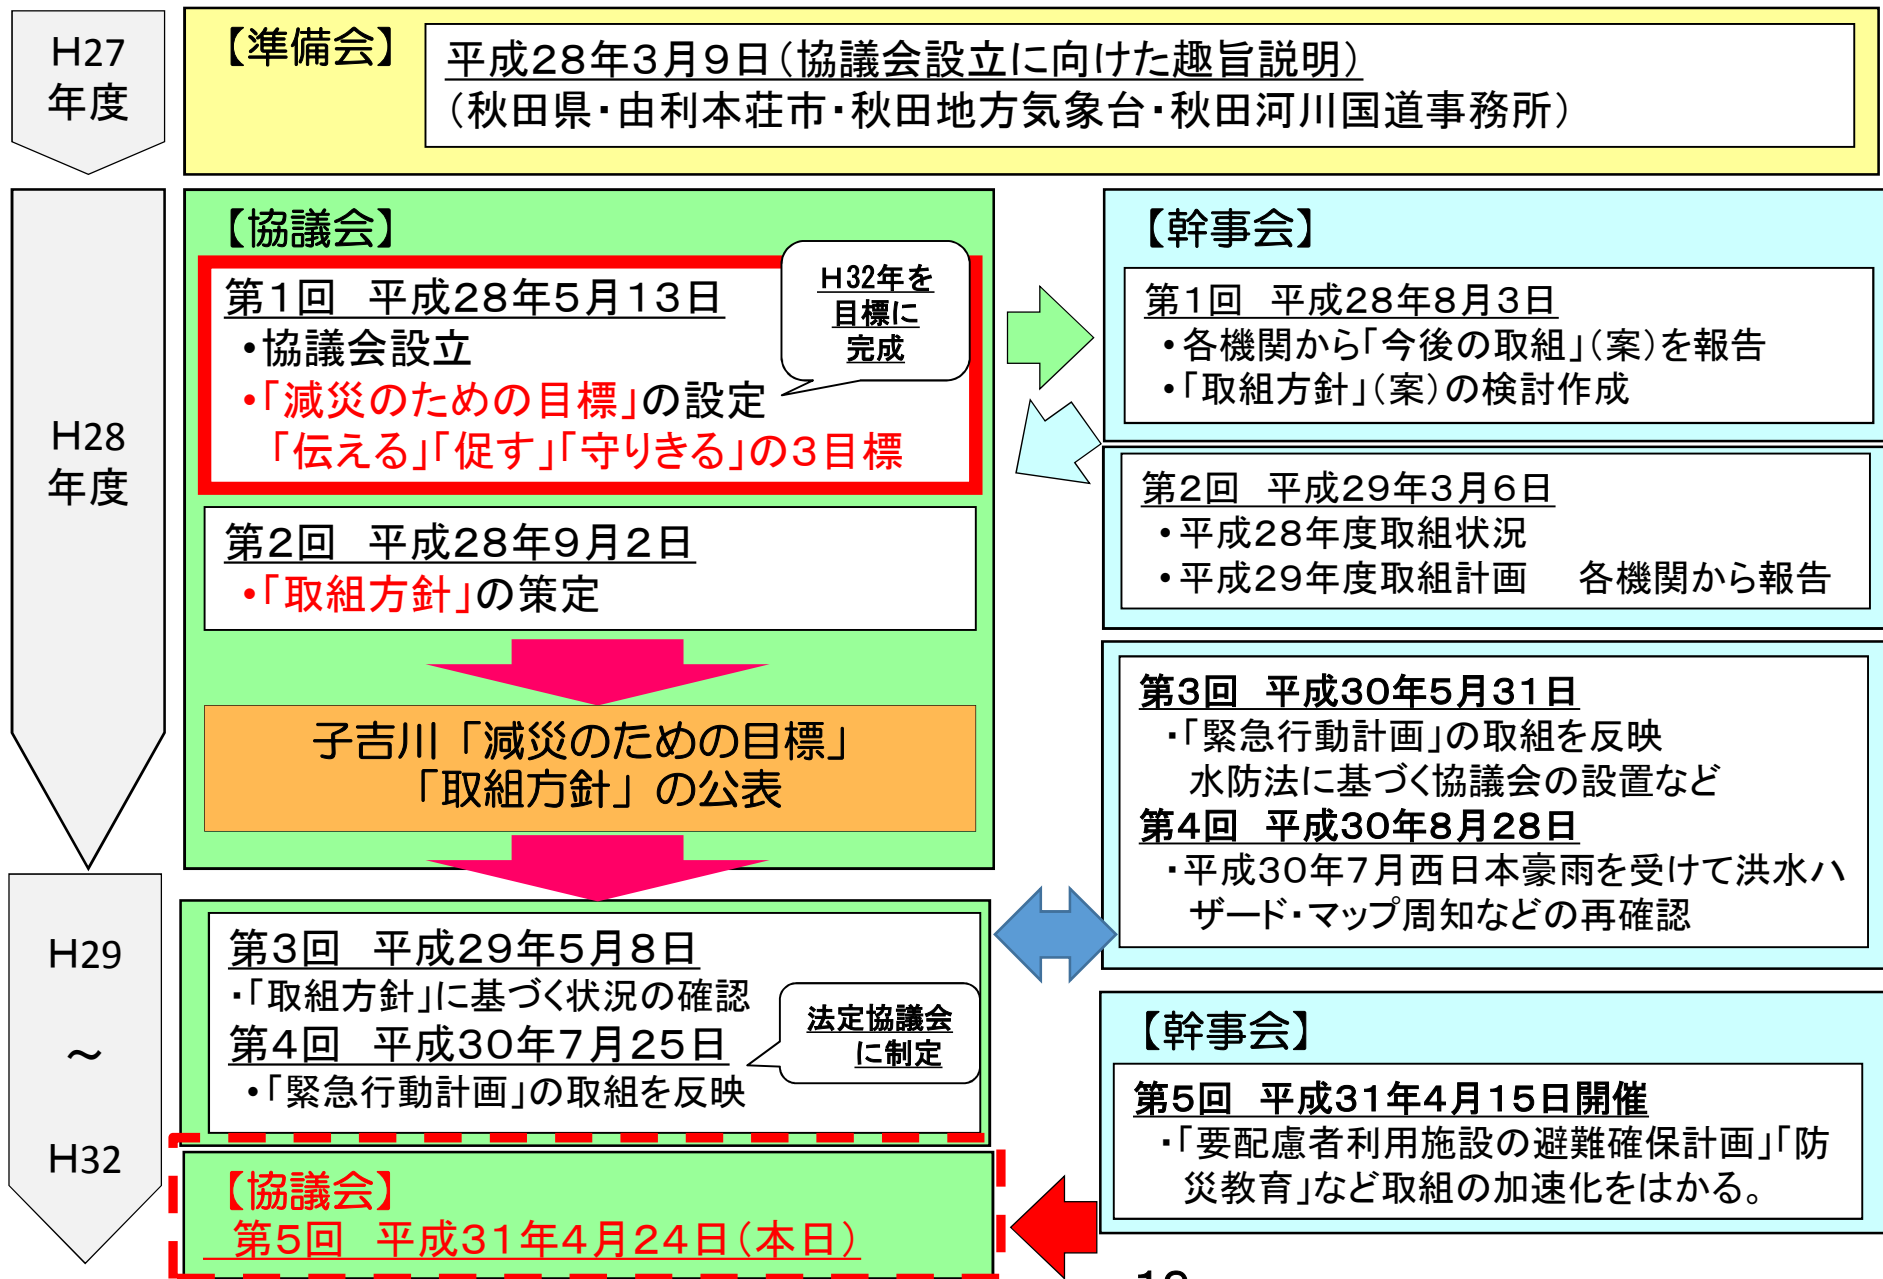 H27
年度
【準備会】
平成28年3月9日（協議会設立に向けた趣旨説明）
（秋田県・由利本荘市・秋田地方気象台・秋田河川国道事務所）
H28
年度
【協議会】
第1回　平成28年5月13日
•協議会設立
•「減災のための目標」の設定
「伝える」「促す」「守りきる」の3目標
H32年を
目標に
完成
第2回　平成28年9月2日
•「取組方針」の策定
子吉川「減災のための目標」
「取組方針」の公表
【幹事会】
第1回　平成28年8月3日
•各機関から「今後の取組」（案）を報告
•「取組方針」（案）の検討作成
第2回　平成29年3月6日
•平成28年度取組状況
•平成29年度取組計画　各機関から報告
第3回　平成30年5月31日
・「緊急行動計画」の取組を反映
水防法に基づく協議会の設置など
第4回　平成30年8月28日
・平成30年7月西日本豪雨を受けて洪水ハ
ザード・マップ周知などの再確認
H29
～
H32
第3回　平成29年5月8日
・「取組方針」に基づく状況の確認
第4回　平成30年7月25日
•「緊急行動計画」の取組を反映
法定協議会
に制定
【協議会】
第5回　平成31年4月24日（本日）
【幹事会】
第5回　平成31年4月15日開催
・「要配慮者利用施設の避難確保計画」「防
災教育」など取組の加速化をはかる。